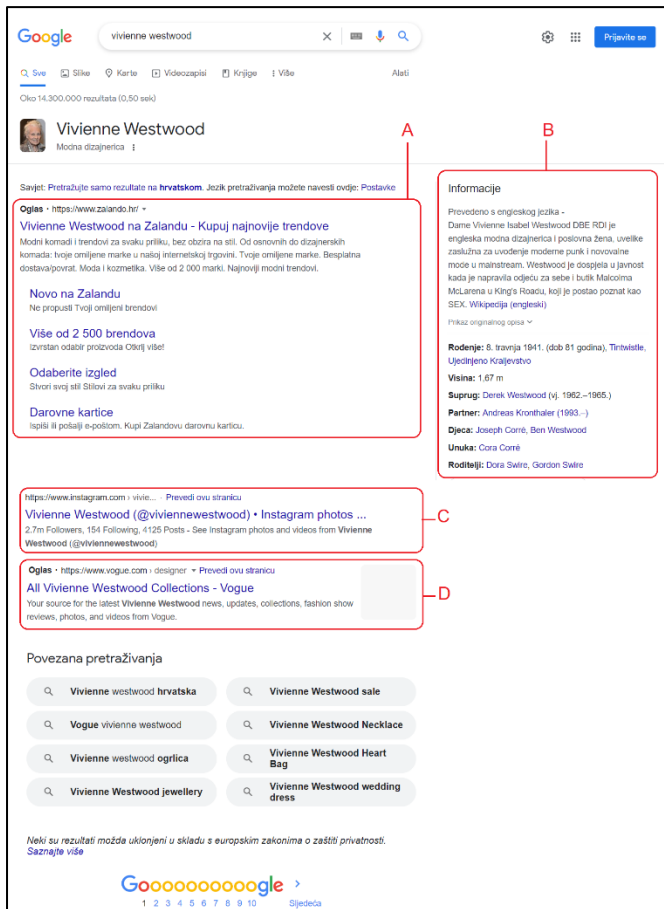 Google
vivienne westwood
Prijavite se
Sve Slike Karte Videozapisi Knjige Više Alati
Oko 14.300.000 rezultata (0,50 sek)
Vivienne Westwood
Modna dizajnerica
A
B
Savjet: Pretražujte samo rezultate na hrvatskom. Jezik pretraživanja možete navesti ovdje: Postavke
Oglas · https://www.zalando.hr/
Vivienne Westwood na Zalandu - Kupuj najnovije trendove
Modni komadi i trendovi za svaku priliku, bez obzira na stil. Od osnovnih do dizajnerskih
komada: tvoje omiljene marke u našoj internetskoj trgovini. Tvoje omiljene marke. Besplatna
dostava/povrat. Moda i kozmetika. Više od 2 000 marki. Najnoviji modni trendovi.
Novo na Zalandu
Ne propusti Tvoji omiljeni brendovi
Više od 2 500 brendova
Izvrstan odabir proizvoda Otkrij više!
Odaberite izgled
Stvori svoj stil Stilovi za svaku priliku
Darovne kartice
Ispiši ili pošalji e-poštom. Kupi Zalandovu darovnu karticu.
Informacije
Prevedeno s engleskog jezika -
Dame Vivienne Isabel Westwood DBE RDI je
engleska modna dizajnerica i poslovna žena, uvelike
zaslužna za uvođenje moderne punk i novovalne
mode u mainstream. Westwood je dospjela u javnost
kada je napravila odjeću za sebe i butik Malcolma
McLarena u King's Roadu, koji je postao poznat kao
SEX. Wikipedija (engleski)
Prikaz originalnog opisa
Rođenje: 8. travnja 1941. (dob 81 godina), Tintwistle,
Ujedinjeno Kraljevstvo
Visina: 1,67 m
Suprug: Derek Westwood (vj. 1962.–1965.)
Partner: Andreas Kronthaler (1993.–)
Djeca: Joseph Corré, Ben Westwood
Unuka: Cora Corré
Roditelji: Dora Swire, Gordon Swire
https://www.instagram.com › vivie... · Prevedi ovu stranicu
Vivienne Westwood (@viviennewestwood) • Instagram photos ...
2.7m Followers, 154 Following, 4125 Posts - See Instagram photos and videos from Vivienne
Westwood (@viviennewestwood)
C
Oglas · https://www.vogue.com › designer Prevedi ovu stranicu
All Vivienne Westwood Collections - Vogue
Your source for the latest Vivienne Westwood news, updates, collections, fashion show
reviews, photos, and videos from Vogue.
D
Povezana pretraživanja
Vivienne westwood hrvatska
Vivienne Westwood sale
Vogue vivienne westwood
Vivienne Westwood Necklace
Vivienne westwood ogrlica
Vivienne Westwood Heart
Bag
Vivienne Westwood jewellery
Vivienne Westwood wedding
dress
Neki su rezultati možda uklonjeni u skladu s europskim zakonima o zaštiti privatnosti.
Saznajte više
Goooooooooogle ›
1 2 3 4 5 6 7 8 9 10 Sljedeća